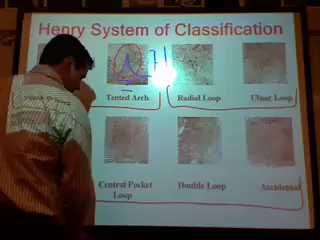 Henry System of Classification
Tented Arch
Radial Loop
Ulnar Loop
Central Pocket
Loop
Double Loop
Accidental